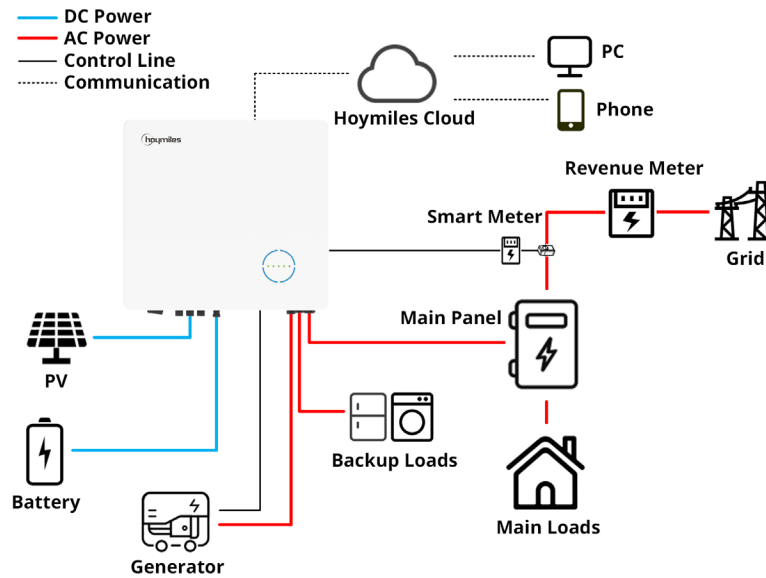 DC Power
AC Power
Control Line
Communication
PC
Hoymiles Cloud
Phone
hoymiles
Revenue Meter
Smart Meter
Grid
Main Panel
PV
Backup Loads
Battery
Main Loads
Generator